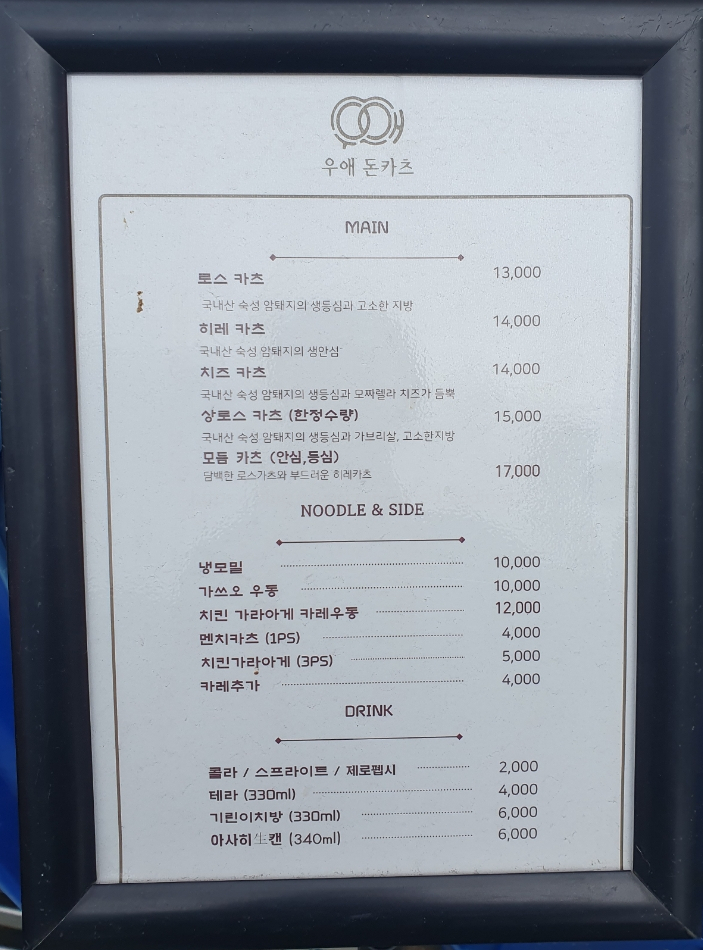 우애 돈카츠
MAIN
로스 카츠 13,000
국내산 숙성 암퇘지의 생등심과 고소한 지방
히레 카츠 14,000
국내산 숙성 암퇘지의 생안심
치즈 카츠 14,000
국내산 숙성 암퇘지의 생등심과 모짜렐라 치즈가 듬뿍
상로스 카츠 (한정수량) 15,000
국내산 숙성 암퇘지의 생등심과 가브리살, 고소한지방
모듬 카츠 (안심,등심)
담백한 로스가츠와 부드러운 히레카츠 17,000
NOODLE & SIDE
냉모밀 10,000
가쓰오 우동 10,000
치킨 가라아게 카레우동 12,000
멘치카츠 (1PS) 4,000
치킨가라아게 (3PS) 5,000
카레추가 4,000
DRINK
콜라 / 스프라이트 / 제로펩시 2,000
테라 (330ml) 4,000
기린이치방 (330ml) 6,000
아사히生캔 (340ml) 6,000